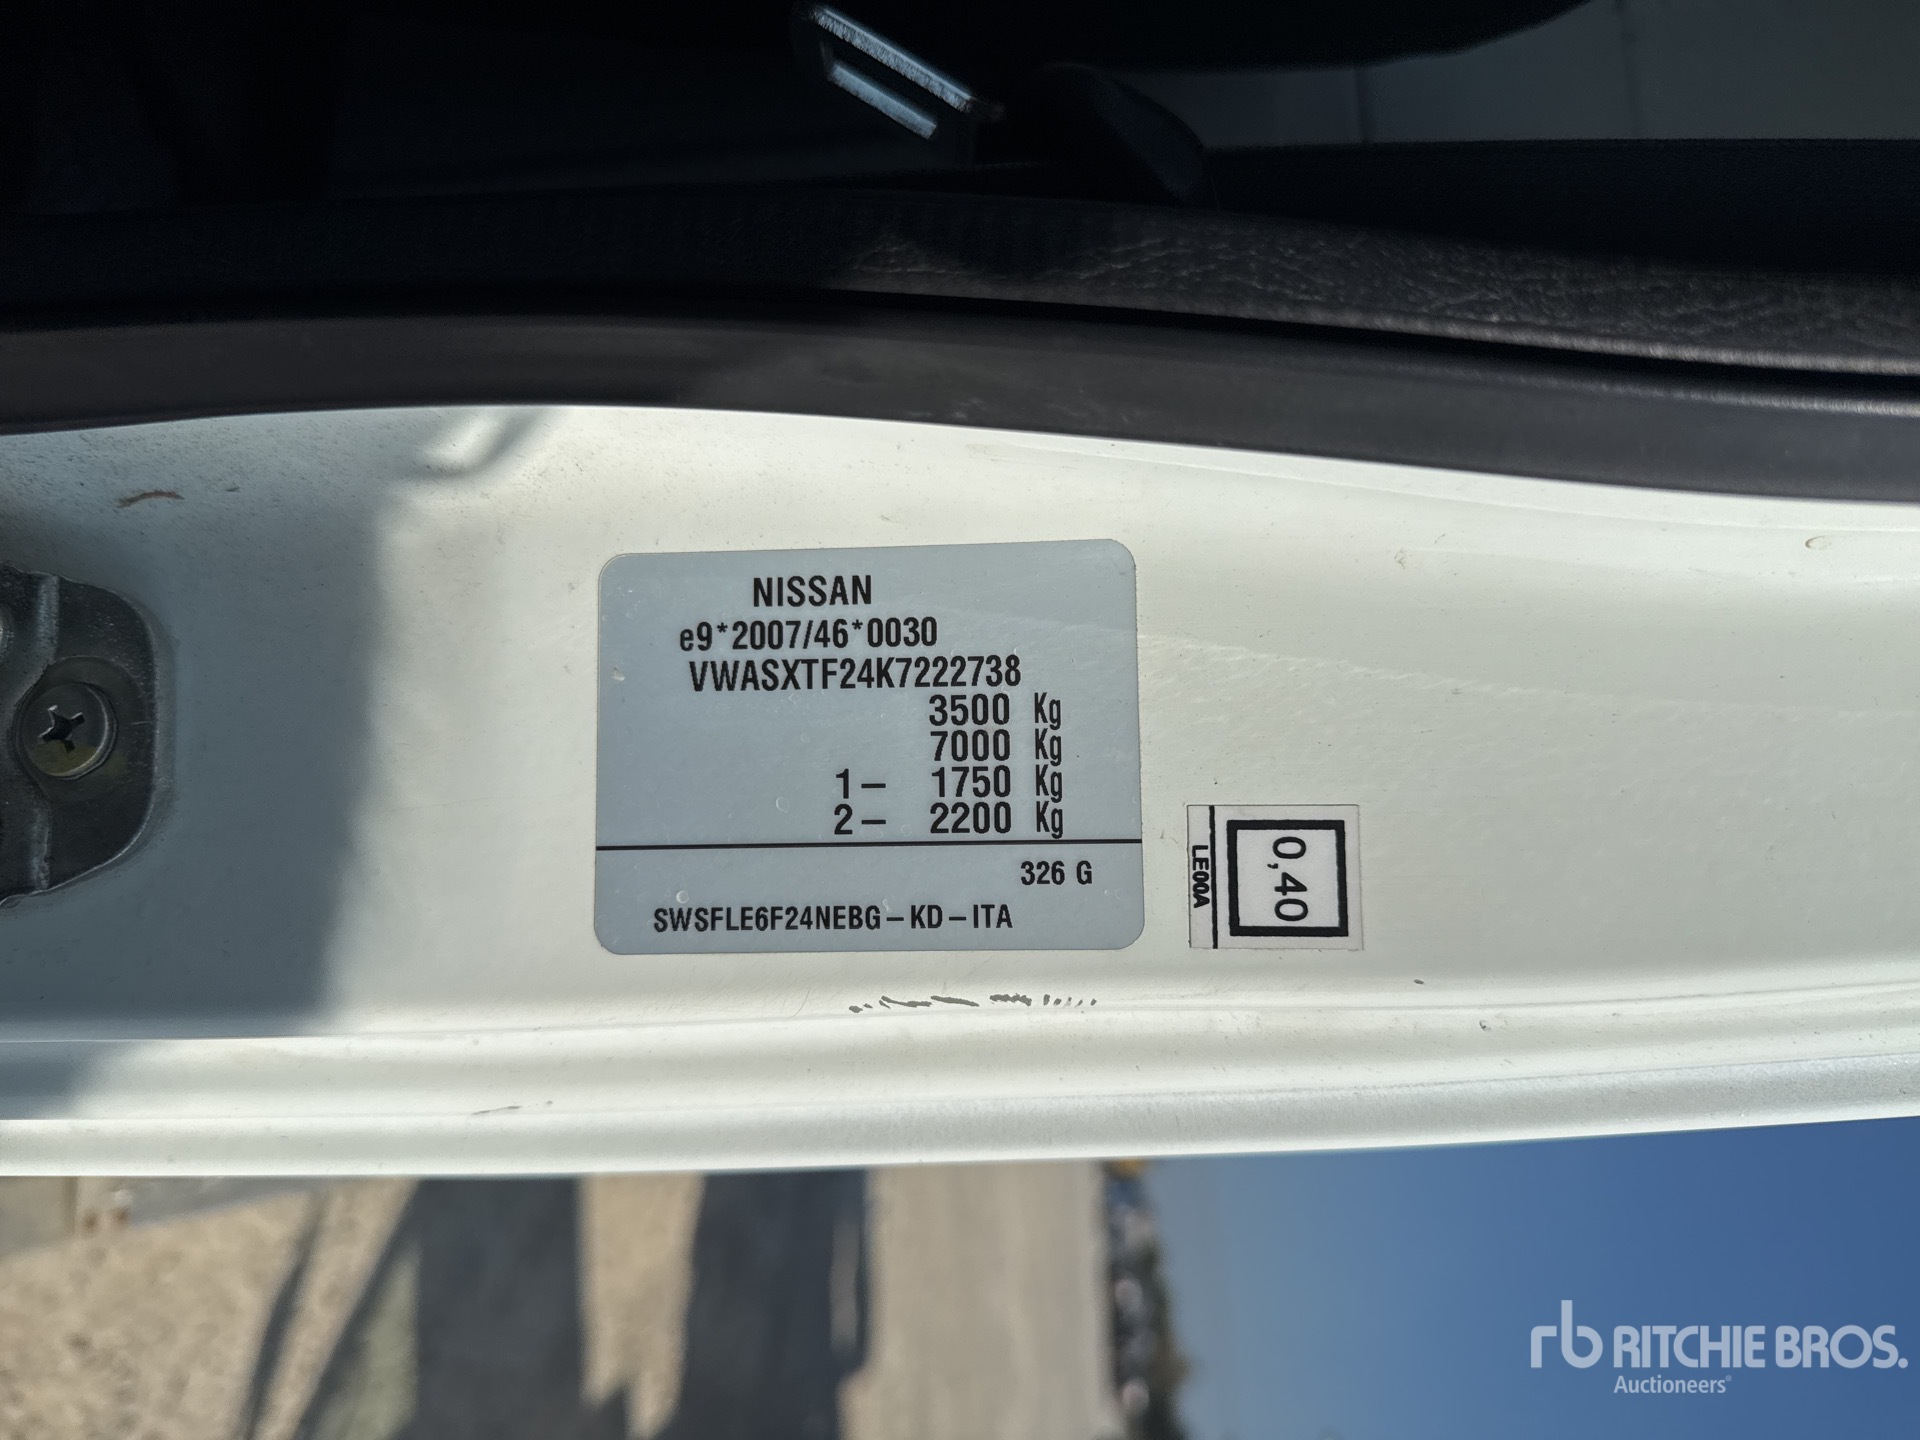 NISSAN
e9*2007/46*0030
VWASXTF24K7222738
3500 Kg
7000 Kg
1- 1750 Kg
2- 2200 Kg
326 G
SWSFLE6F24NEBG-KD-ITA
LE00A
0,40
rb RITCHIE BROS.
Auctioneers®